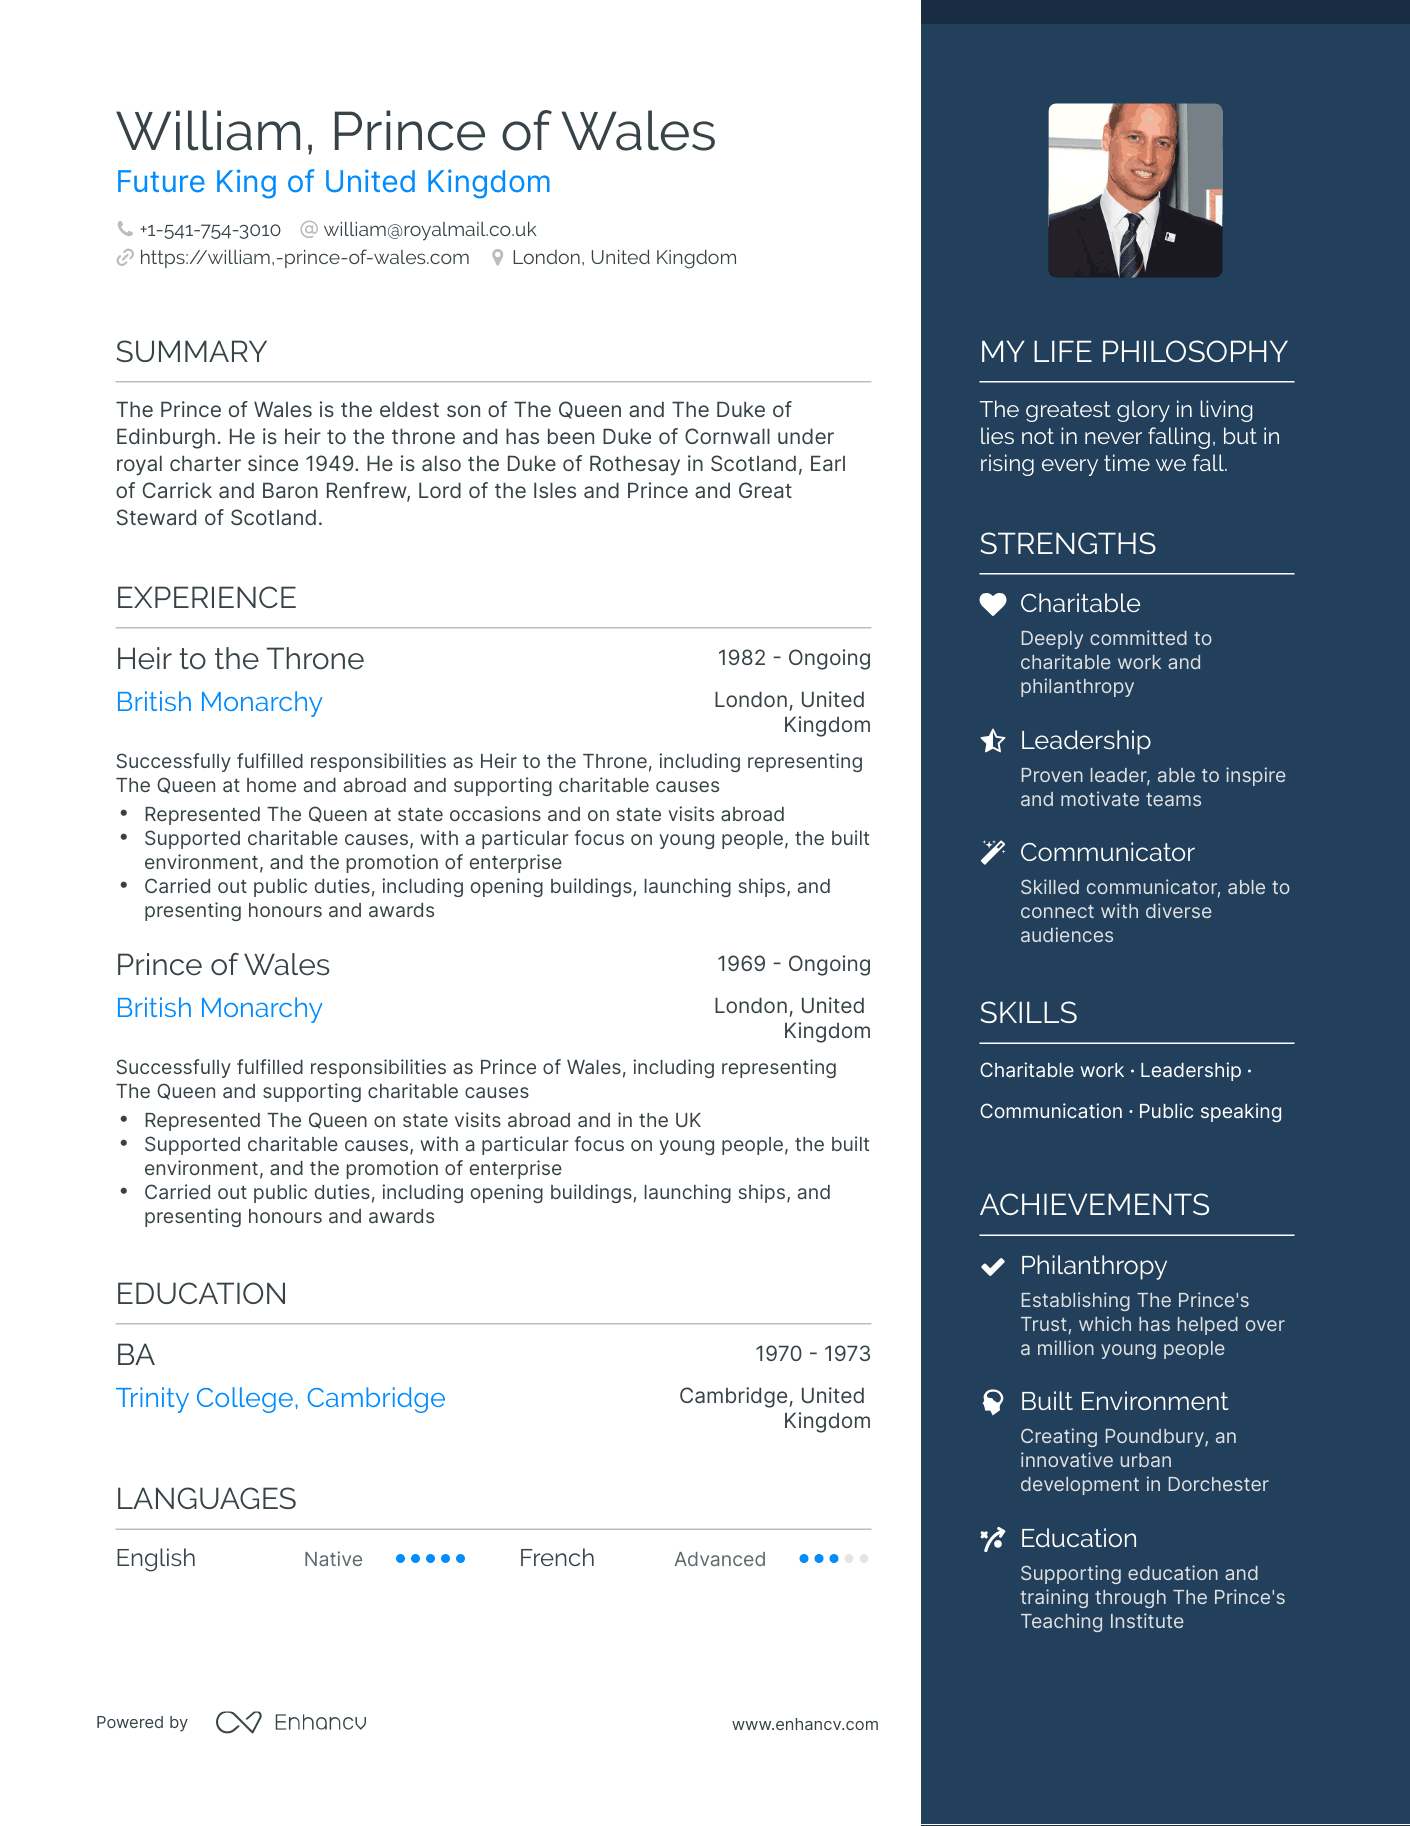 William, Prince of Wales
Future King of United Kingdom
+1-541-754-3010 william@royalmail.co.uk
https://william,-prince-of-wales.com London, United Kingdom
SUMMARY
The Prince of Wales is the eldest son of The Queen and The Duke of
Edinburgh. He is heir to the throne and has been Duke of Cornwall under
royal charter since 1949. He is also the Duke of Rothesay in Scotland, Earl
of Carrick and Baron Renfrew, Lord of the Isles and Prince and Great
Steward of Scotland.
EXPERIENCE
Heir to the Throne 1982 - Ongoing
British Monarchy London, United
Kingdom
Successfully fulfilled responsibilities as Heir to the Throne, including representing
The Queen at home and abroad and supporting charitable causes
• Represented The Queen at state occasions and on state visits abroad
• Supported charitable causes, with a particular focus on young people, the built
environment, and the promotion of enterprise
• Carried out public duties, including opening buildings, launching ships, and
presenting honours and awards
Prince of Wales 1969 - Ongoing
British Monarchy London, United
Kingdom
Successfully fulfilled responsibilities as Prince of Wales, including representing
The Queen and supporting charitable causes
• Represented The Queen on state visits abroad and in the UK
• Supported charitable causes, with a particular focus on young people, the built
environment, and the promotion of enterprise
• Carried out public duties, including opening buildings, launching ships, and
presenting honours and awards
EDUCATION
BA 1970 - 1973
Trinity College, Cambridge Cambridge, United
Kingdom
LANGUAGES
English Native French Advanced
Powered by Enhancv www.enhancv.com
MY LIFE PHILOSOPHY
The greatest glory in living
lies not in never falling, but in
rising every time we fall.
STRENGTHS
Charitable
Deeply committed to
charitable work and
philanthropy
Leadership
Proven leader, able to inspire
and motivate teams
Communicator
Skilled communicator, able to
connect with diverse
audiences
SKILLS
Charitable work · Leadership ·
Communication · Public speaking
ACHIEVEMENTS
Philanthropy
Establishing The Prince's
Trust, which has helped over
a million young people
Built Environment
Creating Poundbury, an
innovative urban
development in Dorchester
Education
Supporting education and
training through The Prince's
Teaching Institute